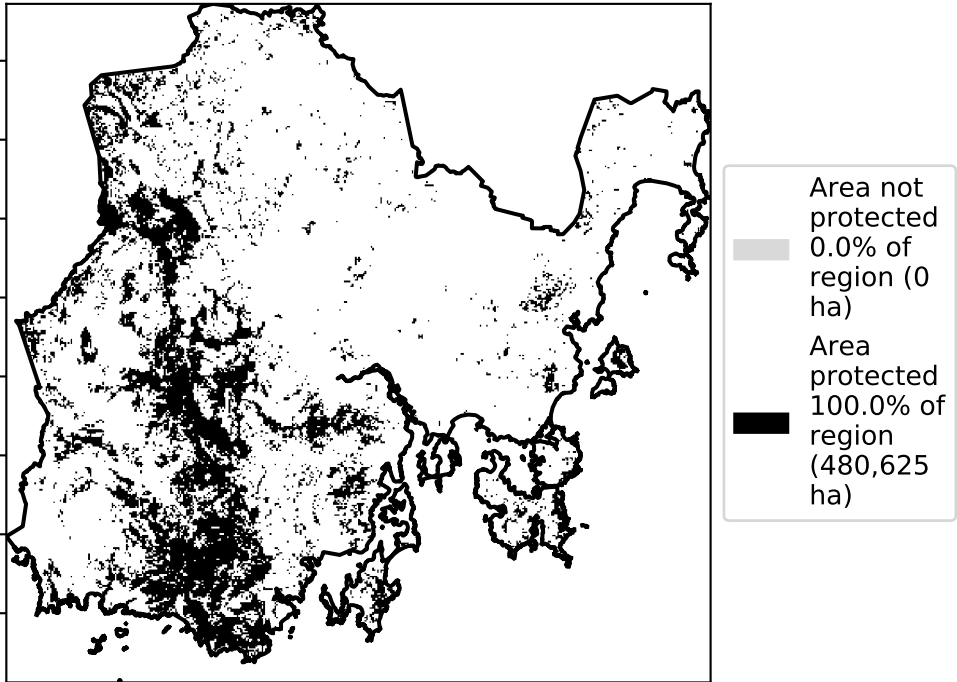 Area not
protected
0.0% of
region (0
ha)
Area
protected
100.0% of
region
(480,625
ha)